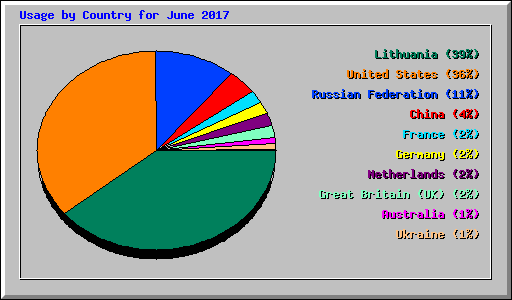 Usage by Country for June 2017
Lithuania (39%)
United States (36%)
Russian Federation (11%)
China (4%)
France (2%)
Germany (2%)
Netherlands (2%)
Great Britain (UK) (2%)
Australia (1%)
Ukraine (1%)